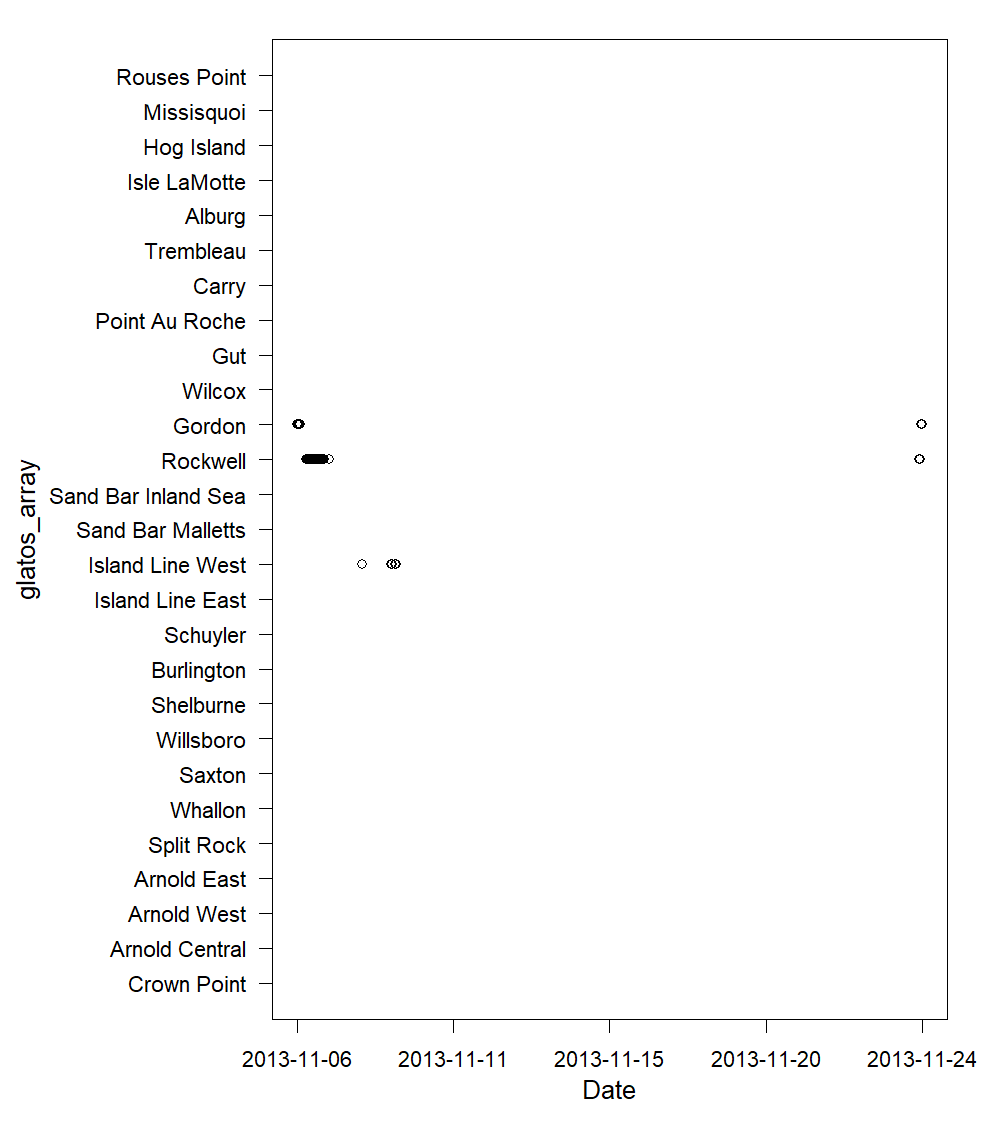 Rouses Point
Missisquoi
Hog Island
Isle LaMotte
Alburg
Trembleau
Carry
Point Au Roche
Gut
Wilcox
Gordon
Rockwell
Sand Bar Inland Sea
Sand Bar Malletts
Island Line West
Island Line East
Schuyler
Burlington
Shelburne
Willsboro
Saxton
Whallon
Split Rock
Arnold East
Arnold West
Arnold Central
Crown Point
glatos_array
2013-11-06 2013-11-11 2013-11-15 2013-11-20 2013-11-24
Date